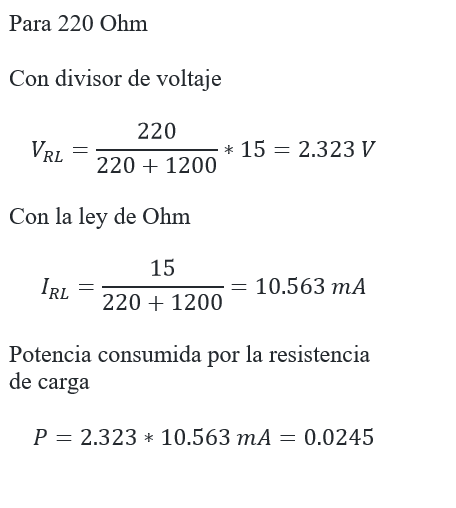 Para 220 Ohm
Con divisor de voltaje
V_{RL} = \frac{220}{220 + 1200} * 15 = 2.323 V
Con la ley de Ohm
I_{RL} = \frac{15}{220 + 1200} = 10.563 mA
Potencia consumida por la resistencia
de carga
P = 2.323 * 10.563 mA = 0.0245